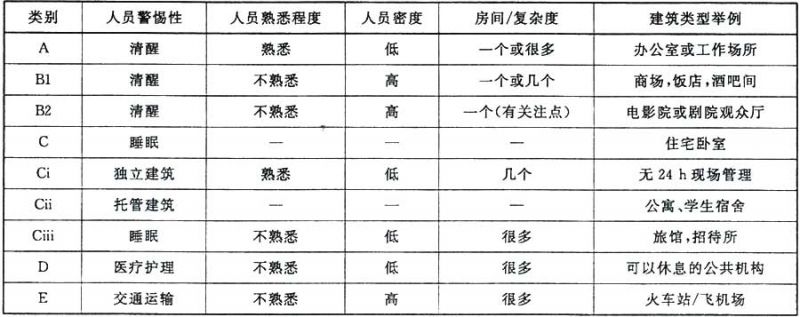 类别 人员警惕性 人员熟悉程度 人员密度 房间/复杂度 建筑类型举例
A 清醒 熟悉 低 一个或很多 办公室或工作场所
B1 清醒 不熟悉 高 一个或几个 商场,饭店,酒吧间
B2 清醒 不熟悉 高 一个(有关注点) 电影院或剧院观众厅
C 睡眠 — — — 住宅卧室
Ci 独立建筑 熟悉 低 几个 无24 h现场管理
Cii 托管建筑 — — — 公寓、学生宿舍
Ciii 睡眠 不熟悉 低 很多 旅馆,招待所
D 医疗护理 不熟悉 低 很多 可以休息的公共机构
E 交通运输 不熟悉 高 很多 火车站/飞机场